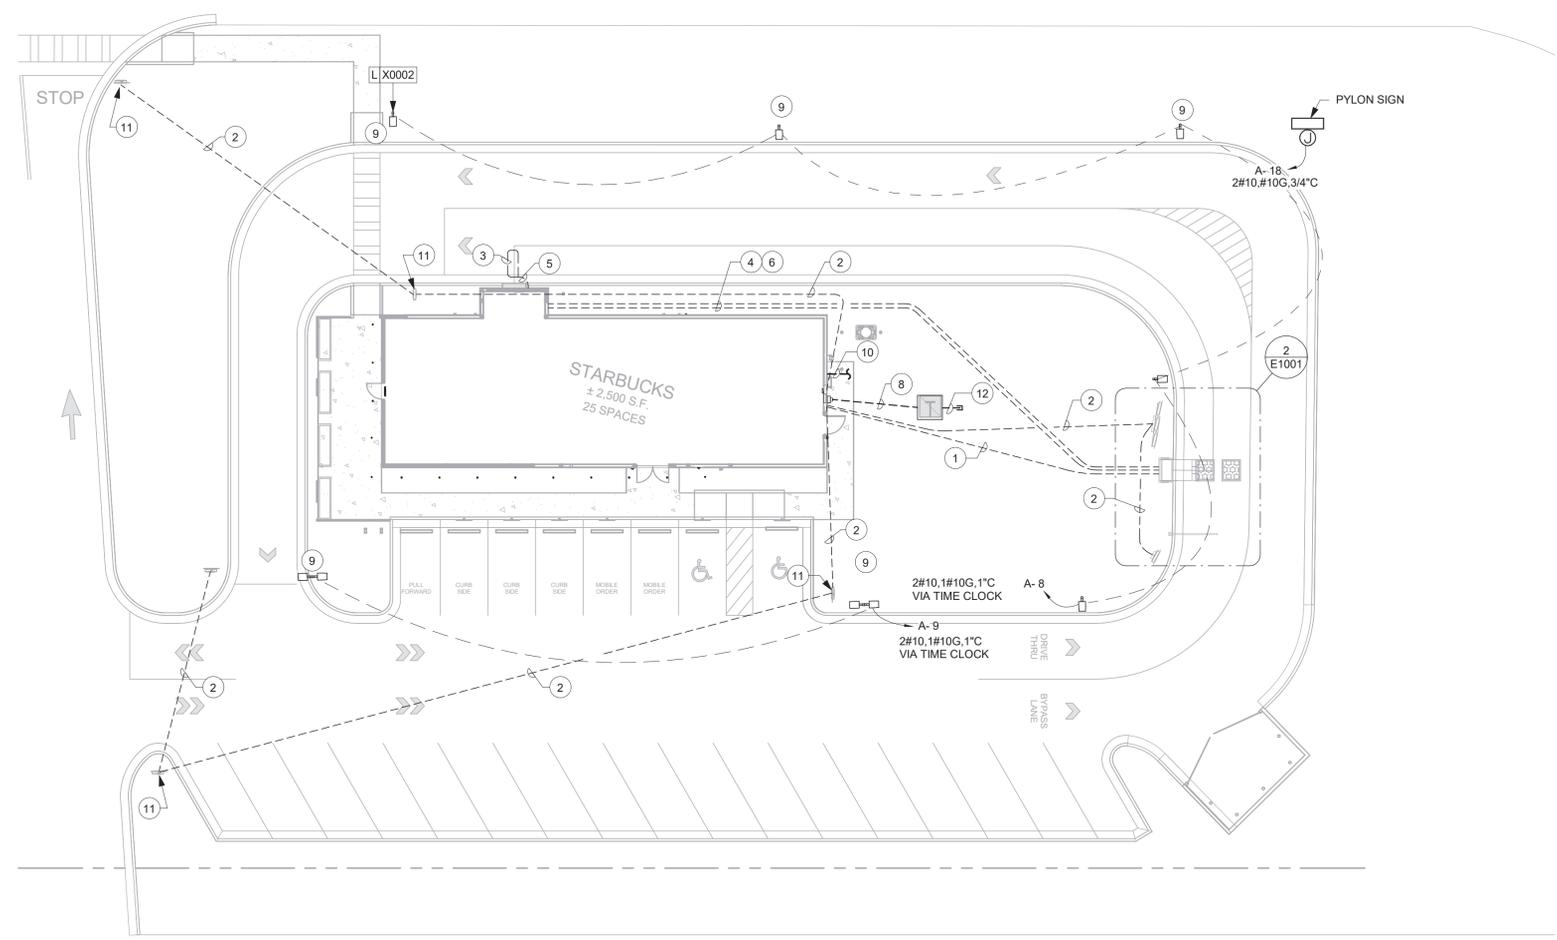 STOP
L X0002
9
9
9
PYLON SIGN
J
11
2
A- 18
2#10,#10G,3/4"C
11
3
5
4
6
2
2
E1001
10
8
12
2
1
T
STARBUCKS
± 2,500 S.F.
25 SPACES
2
2
9
9
11
PULL
FORWARD
CURB
SIDE
CURB
SIDE
CURB
SIDE
MOBILE
ORDER
MOBILE
ORDER
2#10,1#10G,1"C
VIA TIME CLOCK
A- 8
A- 9
2#10,1#10G,1"C
VIA TIME CLOCK
DRIVE
THRU
2
2
BYPASS
LANE
11